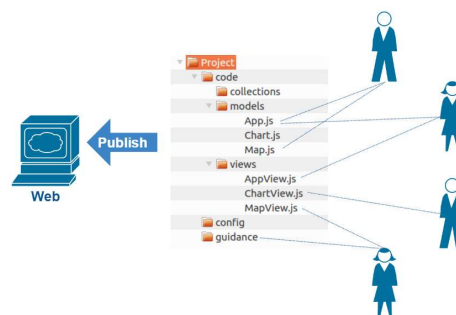 Project
code
collections
models
App.js
Chart.js
Map.js
views
AppView.js
ChartView.js
MapView.js
config
guidance
Publish
Web